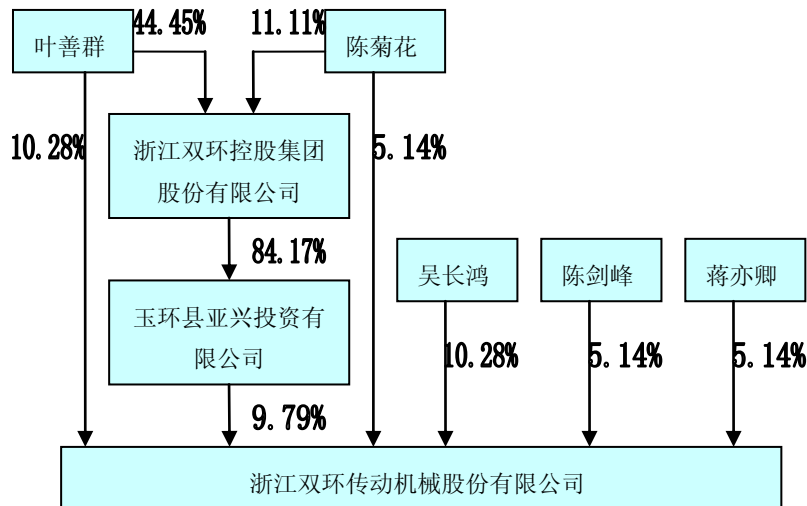 44.45%
11.11%
叶善群
陈菊花
10.28%
浙江双环控股集团
股份有限公司
5.14%
84.17%
吴长鸿
陈剑峰
蒋亦卿
玉环县亚兴投资有
限公司
10.28%
5.14%
5.14%
9.79%
浙江双环传动机械股份有限公司